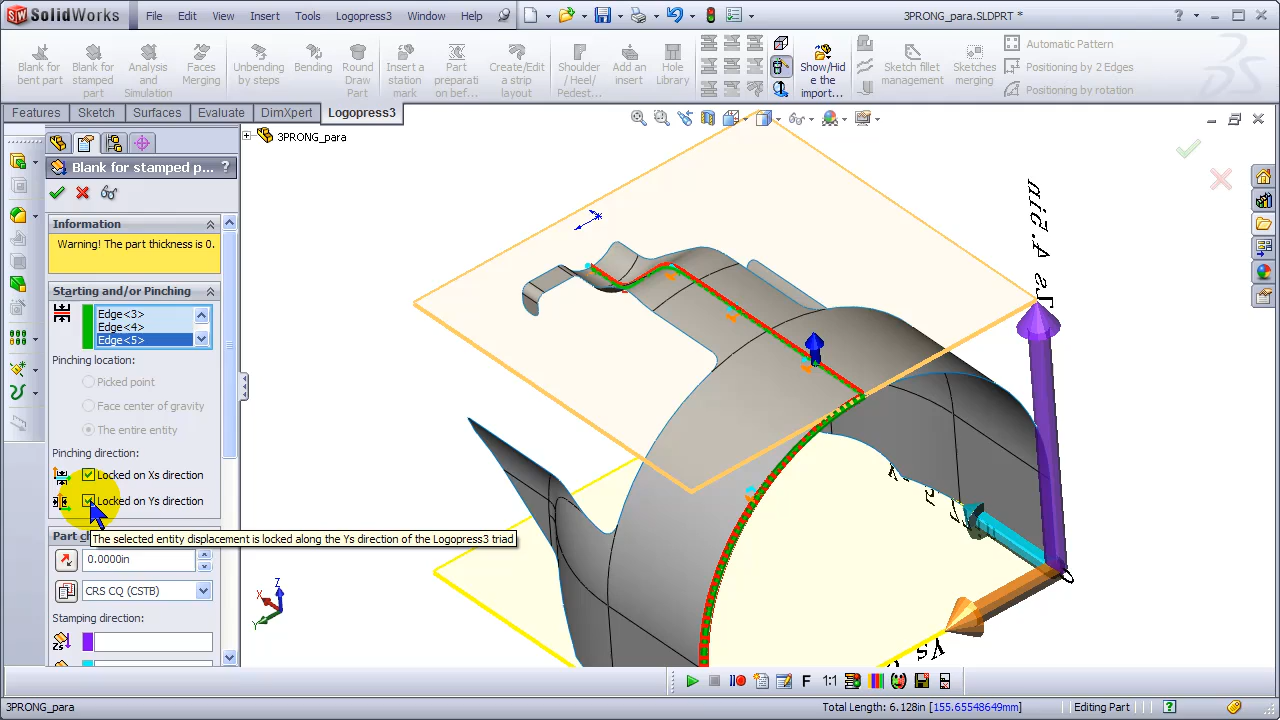 SolidWorks File Edit View Insert Tools Logopress3 Window Help 3PRONG_para.SLDPRT *
Blank for bent part
Blank for stamped part
Analysis and Simulation
Faces Merging
Unbending by steps
Bending
Round Draw Part
Insert a station mark
Part preparation on bef...
Create/Edit a strip layout
Shoulder / Heel/ Pedest...
Add an insert
Hole Library
Show/Hide the import...
Sketch fillet management
Sketches merging
Automatic Pattern
Positioning by 2 Edges
Positioning by rotation
Features Sketch Surfaces Evaluate DimXpert Logopress3
3PRONG_para
Blank for stamped p... ?
Information
Warning! The part thickness is 0.
Starting and/or Pinching
Edge<3>
Edge<4>
Edge<5>
Pinching location:
Picked point
Face center of gravity
The entire entity
Pinching direction:
Locked on Xs direction
Locked on Ys direction
The selected entity displacement is locked along the Ys direction of the Logopress3 triad
Part c
0.0000in
CRS CQ (CSTB)
Stamping direction:
Zs
X
Y
Z
F 1:1
3PRONG_para Total Length: 6.128in [155.65548649mm] Editing Part